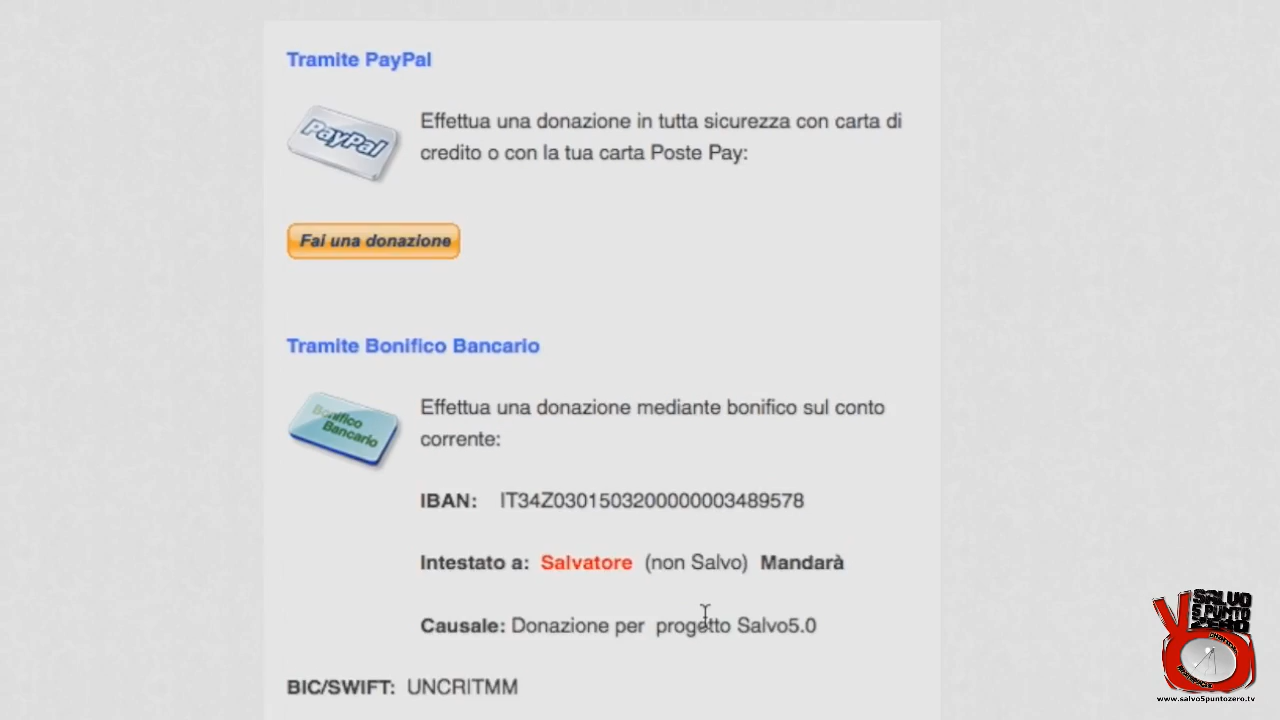 Tramite PayPal
PayPal
Effettua una donazione in tutta sicurezza con carta di
credito o con la tua carta Poste Pay:
Fai una donazione
Tramite Bonifico Bancario
Bonifico
Bancario
Effettua una donazione mediante bonifico sul conto
corrente:
IBAN: IT34Z0301503200000003489578
Intestato a: Salvatore (non Salvo) Mandarà
Causale: Donazione per progetto Salvo5.0
BIC/SWIFT: UNCRITMM
SALVO
5 PUNTO
ZERO
www.salvo5puntozero.tv